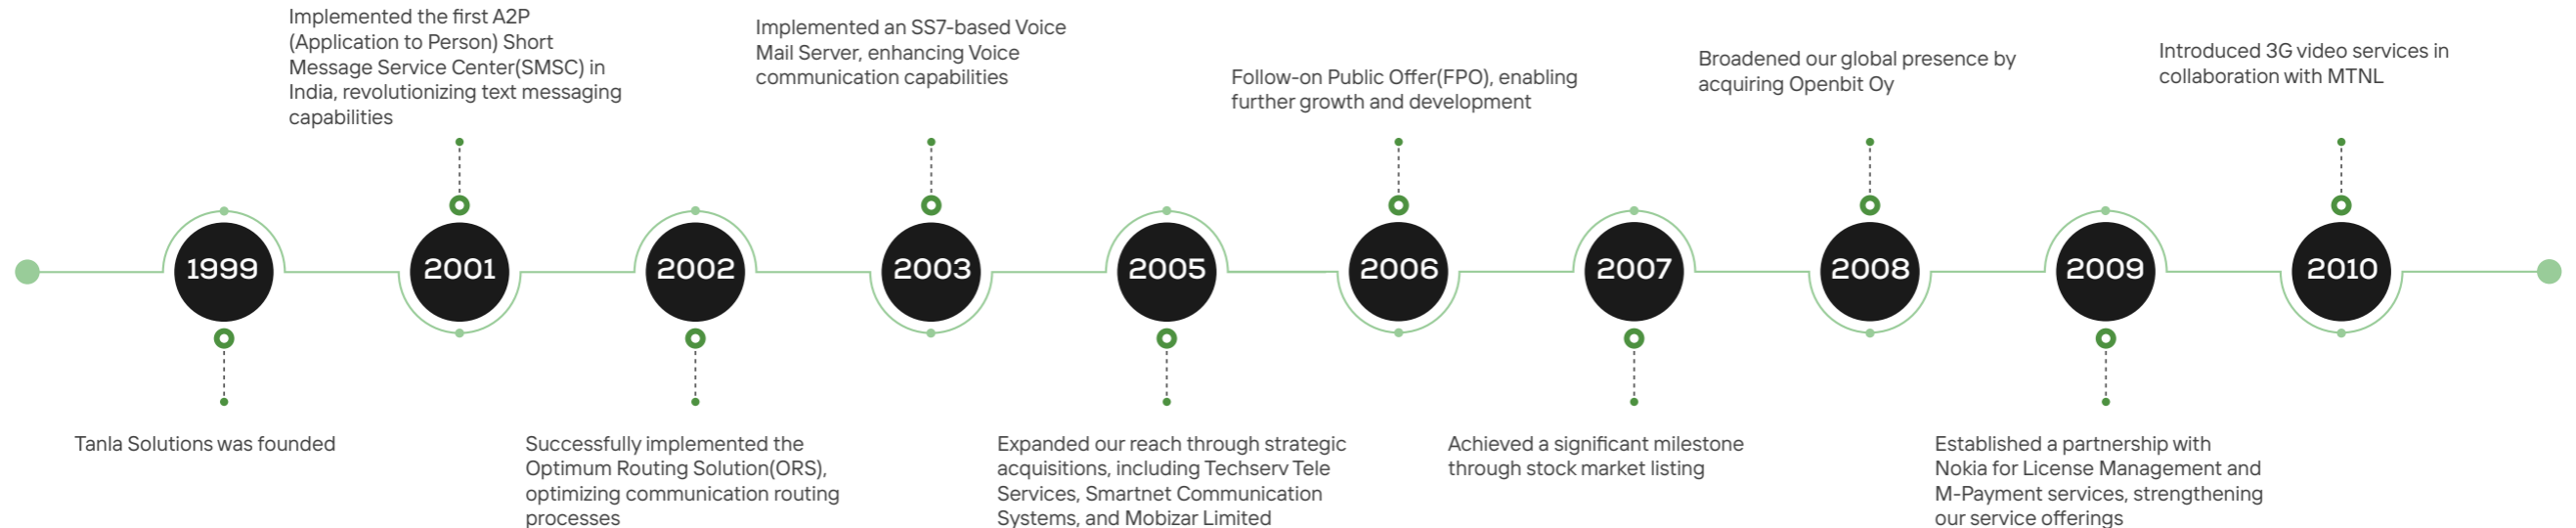 Implemented the first A2P
(Application to Person) Short
Message Service Center(SMSC) in
India, revolutionizing text messaging
capabilities
Implemented an SS7-based Voice
Mail Server, enhancing Voice
communication capabilities
Follow-on Public Offer(FPO), enabling
further growth and development
Broadened our global presence by
acquiring Openbit Oy
Introduced 3G video services in
collaboration with MTNL
1999
2001
2002
2003
2005
2006
2007
2008
2009
2010
Tanla Solutions was founded
Successfully implemented the
Optimum Routing Solution(ORS),
optimizing communication routing
processes
Expanded our reach through strategic
acquisitions, including Techserv Tele
Services, Smartnet Communication
Systems, and Mobizar Limited
Achieved a significant milestone
through stock market listing
Established a partnership with
Nokia for License Management and
M-Payment services, strengthening
our service offerings